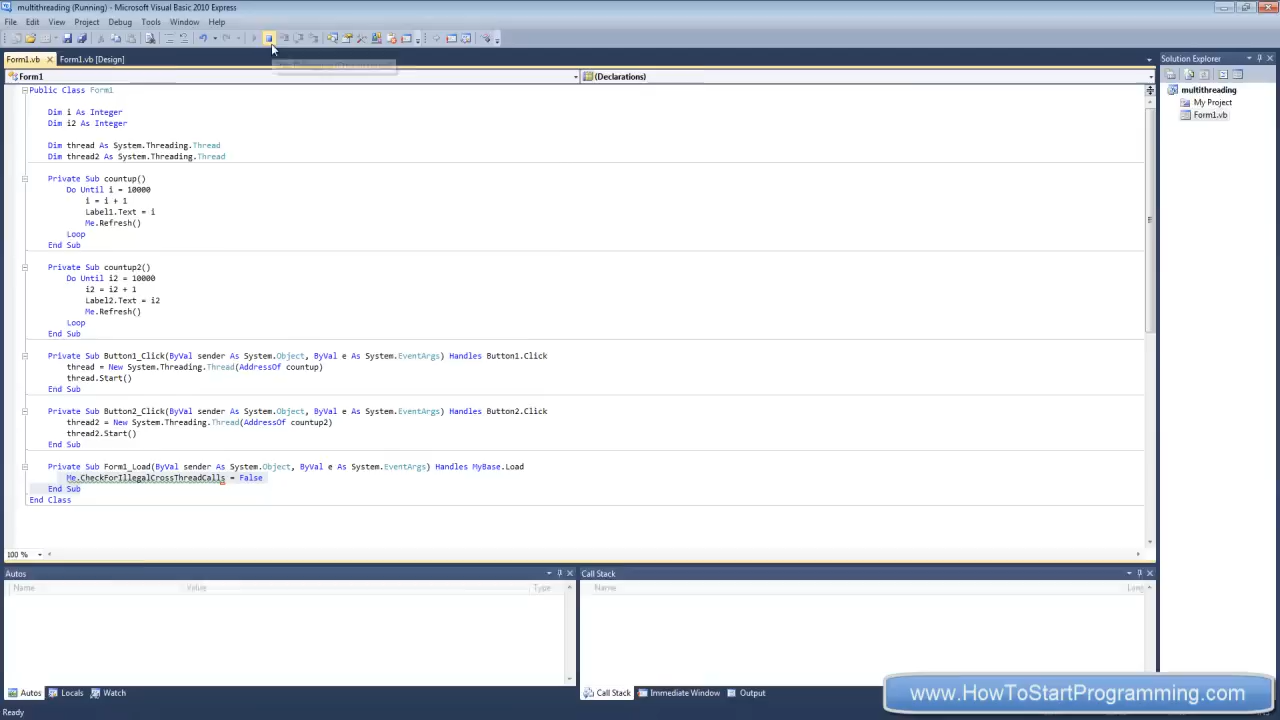 multithreading (Running) - Microsoft Visual Basic 2010 Express
File Edit View Project Debug Tools Window Help
Form1.vb Form1.vb [Design]
Form1 (Declarations)
Public Class Form1
Dim i As Integer
Dim i2 As Integer
Dim thread As System.Threading.Thread
Dim thread2 As System.Threading.Thread
Private Sub countup()
Do Until i = 10000
i = i + 1
Label1.Text = i
Me.Refresh()
Loop
End Sub
Private Sub countup2()
Do Until i2 = 10000
i2 = i2 + 1
Label2.Text = i2
Me.Refresh()
Loop
End Sub
Private Sub Button1_Click(ByVal sender As System.Object, ByVal e As System.EventArgs) Handles Button1.Click
thread = New System.Threading.Thread(AddressOf countup)
thread.Start()
End Sub
Private Sub Button2_Click(ByVal sender As System.Object, ByVal e As System.EventArgs) Handles Button2.Click
thread2 = New System.Threading.Thread(AddressOf countup2)
thread2.Start()
End Sub
Private Sub Form1_Load(ByVal sender As System.Object, ByVal e As System.EventArgs) Handles MyBase.Load
Me.CheckForIllegalCrossThreadCalls = False
End Sub
End Class
100 %
Solution Explorer
multithreading
My Project
Form1.vb
Autos
Name Value Type
Autos Locals Watch
Call Stack
Name Lang
Call Stack Immediate Window Output
Ready
www.HowToStartProgramming.com